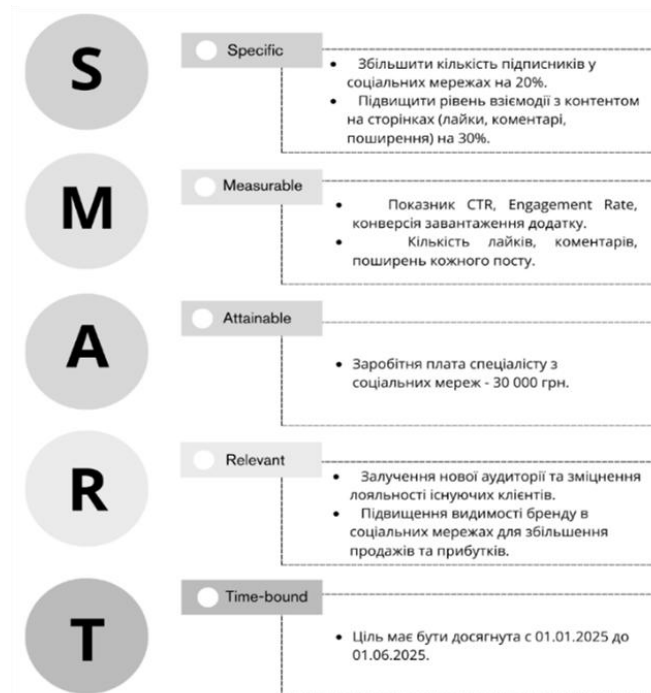 S
Specific
• Збільшити кількість підписників у
соціальних мережах на 20%.
• Підвищити рівень взіємодії з контентом
на сторінках (лайки, коментарі,
поширення) на 30%.
M
Measurable
• Показник CTR, Engagement Rate,
конверсія завантаження додатку.
• Кількість лайків, коментарів,
поширень кожного посту.
A
Attainable
• Заробітня плата спеціалісту з
соціальних мереж - 30 000 грн.
R
Relevant
• Залучення нової аудиторії та зміцнення
лояльності існуючих клієнтів.
• Підвищення видимості бренду в
соціальних мережах для збільшення
продажів та прибутків.
T
Time-bound
• Ціль має бути досягнута с 01.01.2025 до
01.06.2025.